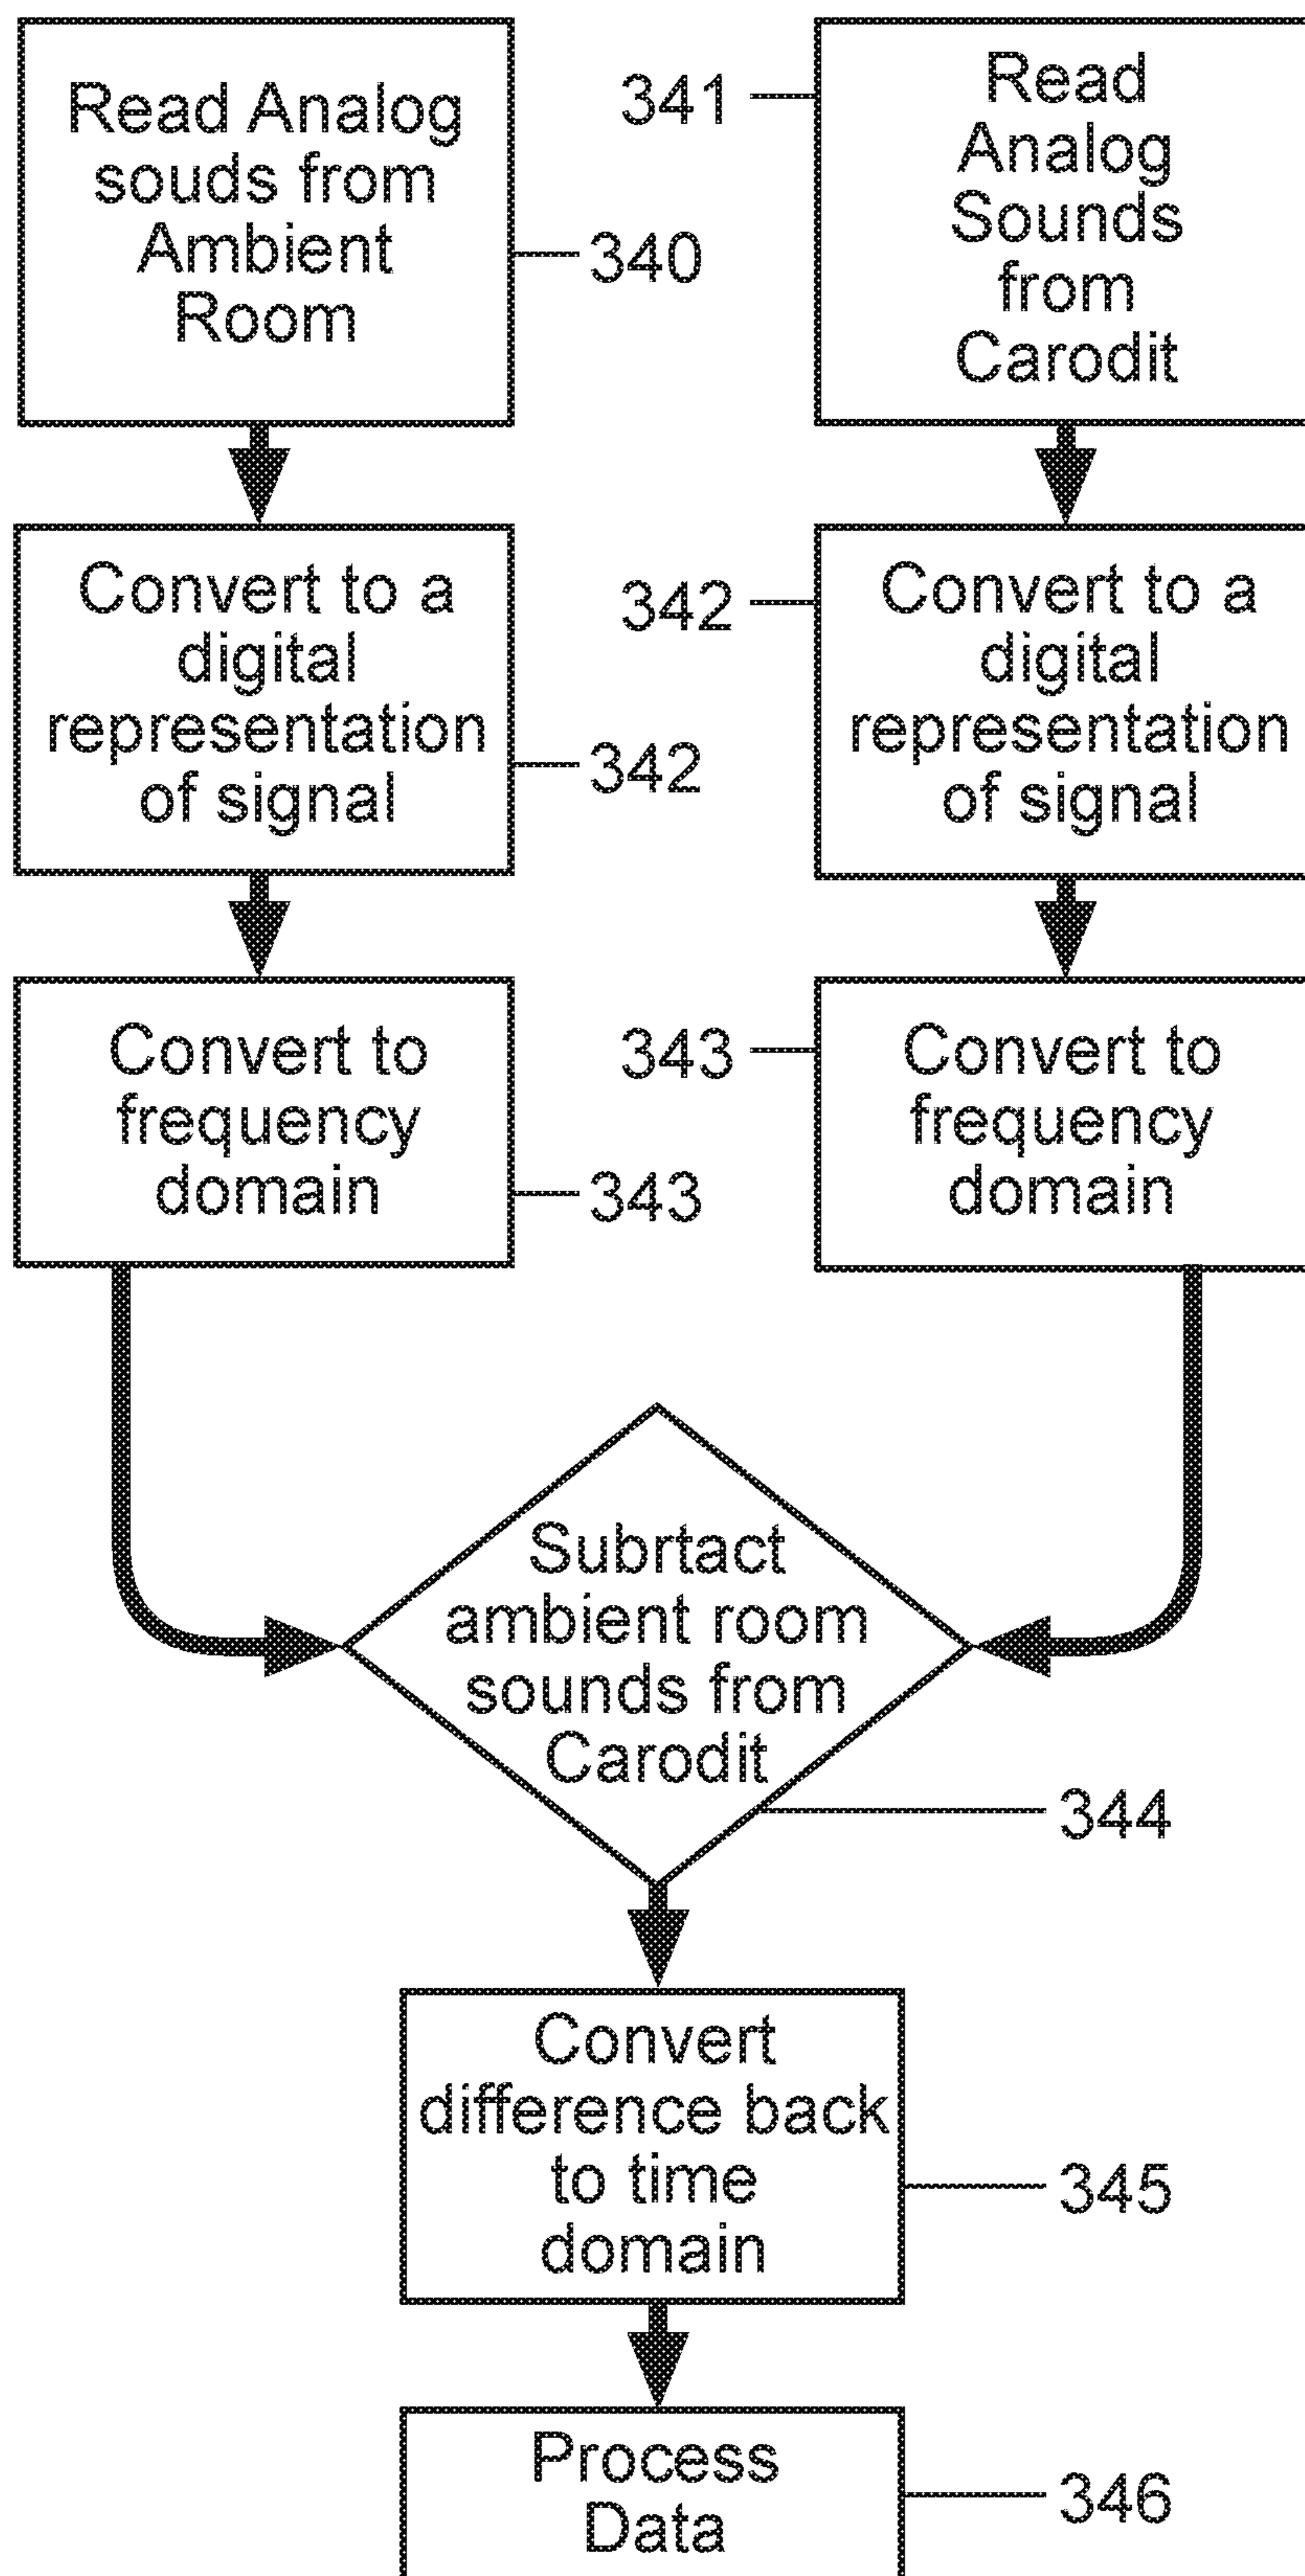 Read Analog
souds from
Ambient
Room
340
341
Read
Analog
Sounds
from
Carodit
Convert to a
digital
representation
of signal
342
342
Convert to a
digital
representation
of signal
Convert to
frequency
domain
343
343
Convert to
frequency
domain
Subrtact
ambient room
sounds from
Carodit
344
Convert
difference back
to time
domain
345
Process
Data
346